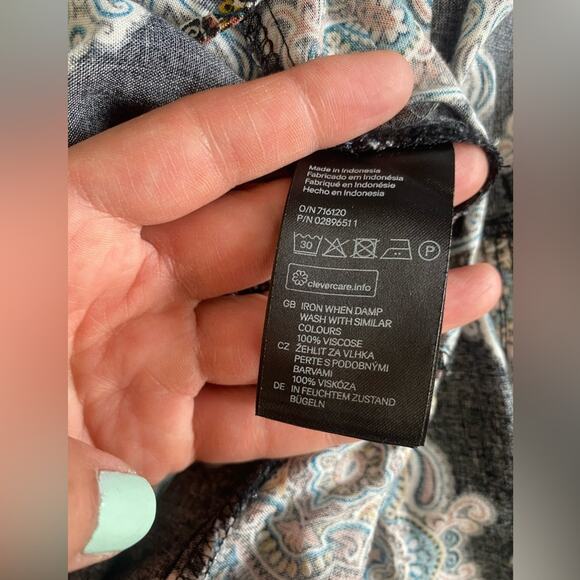 Made in Indonesia
Fabricado em Indonésia
Fabriqué en Indonésie
Hecho en Indonesia
O/N 716120
P/N 0289651 1
30 P
clevercare.info
GB IRON WHEN DAMP
WASH WITH SIMILAR
COLOURS
100% VISCOSE
CZ ŽEHLIT ZA VLHKA
PERTE S PODOBNÝMI
BARVAMI
100% VISKÓZA
DE IN FEUCHTEM ZUSTAND
BÜGELN